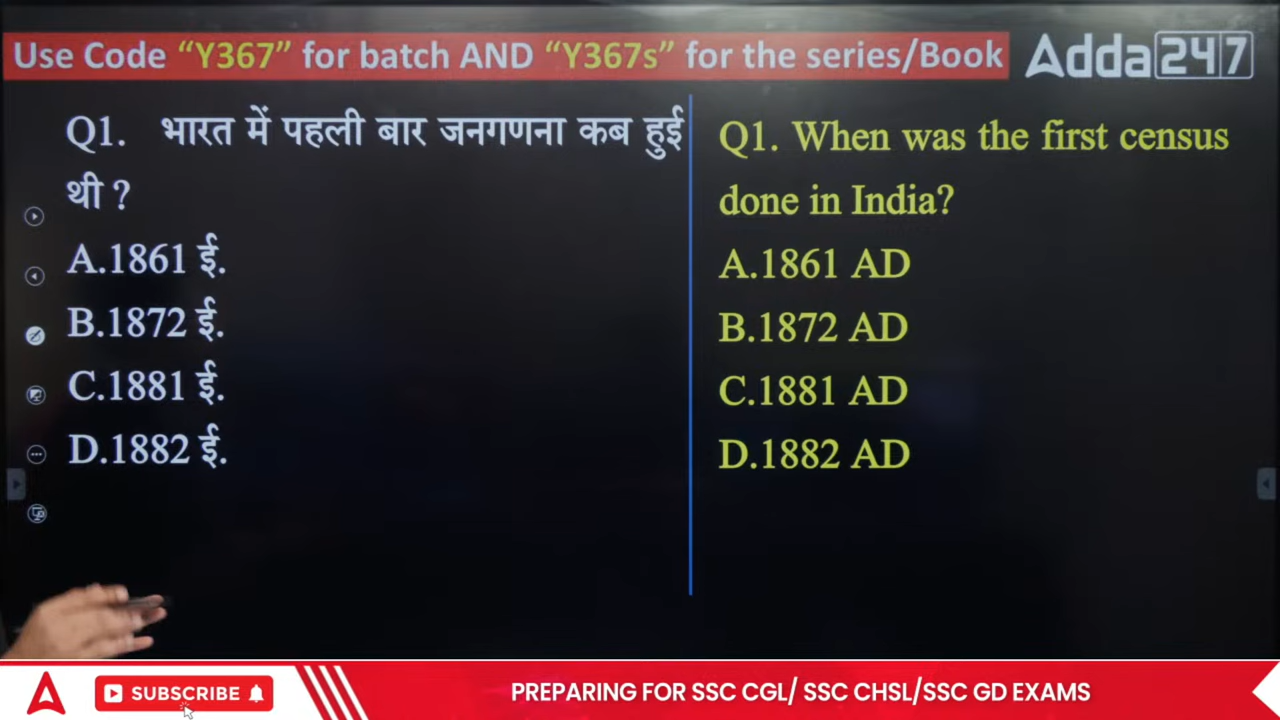 Use Code “Y367” for batch AND “Y367s” for the series/Book
Adda247
Q1. भारत में पहली बार जनगणना कब हुई
थी ?
A.1861 ई.
B.1872 ई.
C.1881 ई.
D.1882 ई.
Q1. When was the first census
done in India?
A.1861 AD
B.1872 AD
C.1881 AD
D.1882 AD
SUBSCRIBE
PREPARING FOR SSC CGL/ SSC CHSL/SSC GD EXAMS